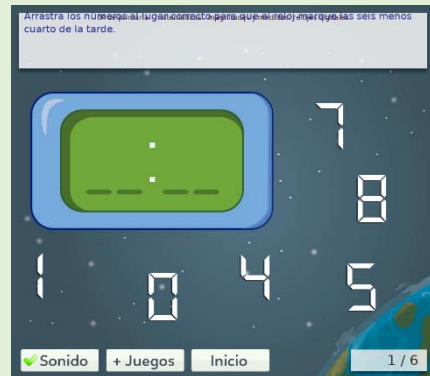 Arrastra los números al lugar correcto para que el reloj marque las seis menos
cuarto de la tarde.
:
7
8
1
0
4
5
Sonido
+ Juegos
Inicio
1 / 6